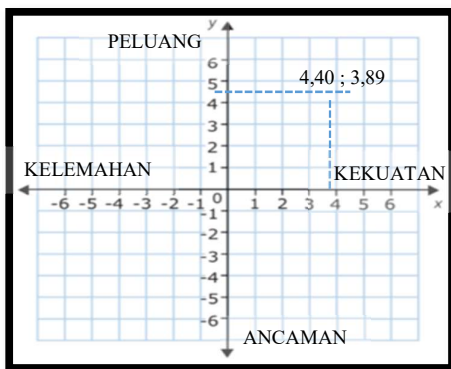 y
PELUANG
6
5
4,40 ; 3,89
4
3
2
1
KELEMAHAN
KEKUATAN
-6 -5 -4 -3 -2 -1 0 1 2 3 4 5 6 x
-1
-2
-3
-4
-5
-6
ANCAMAN